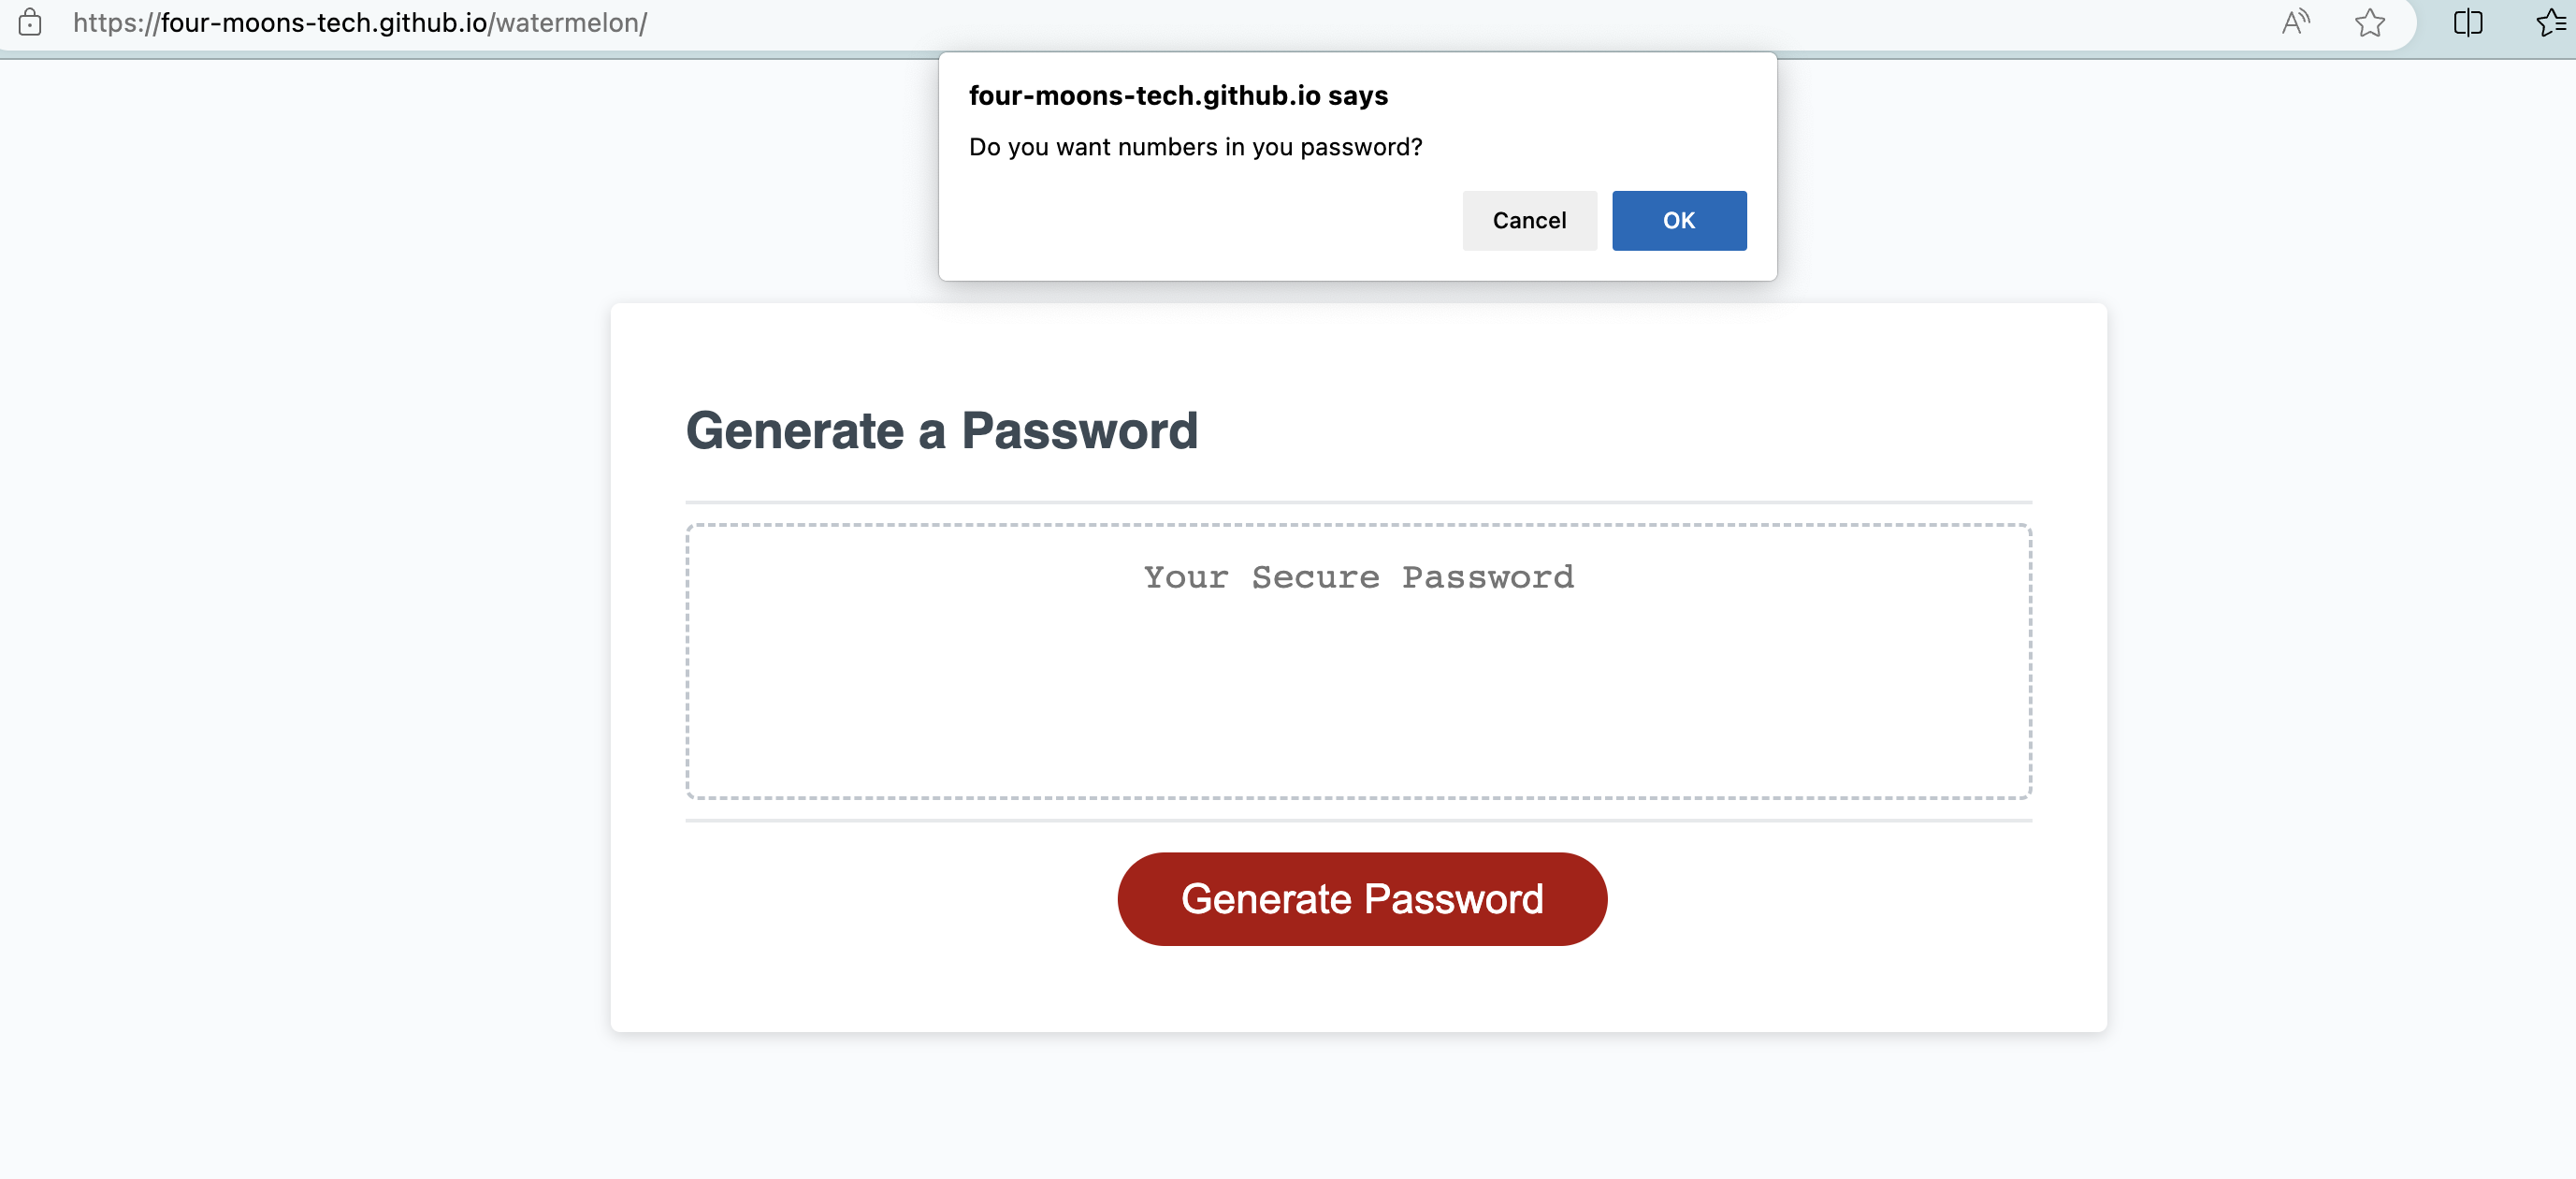 https://four-moons-tech.github.io/watermelon/
four-moons-tech.github.io says
Do you want numbers in you password?
Cancel
OK
Generate a Password
Your Secure Password
Generate Password